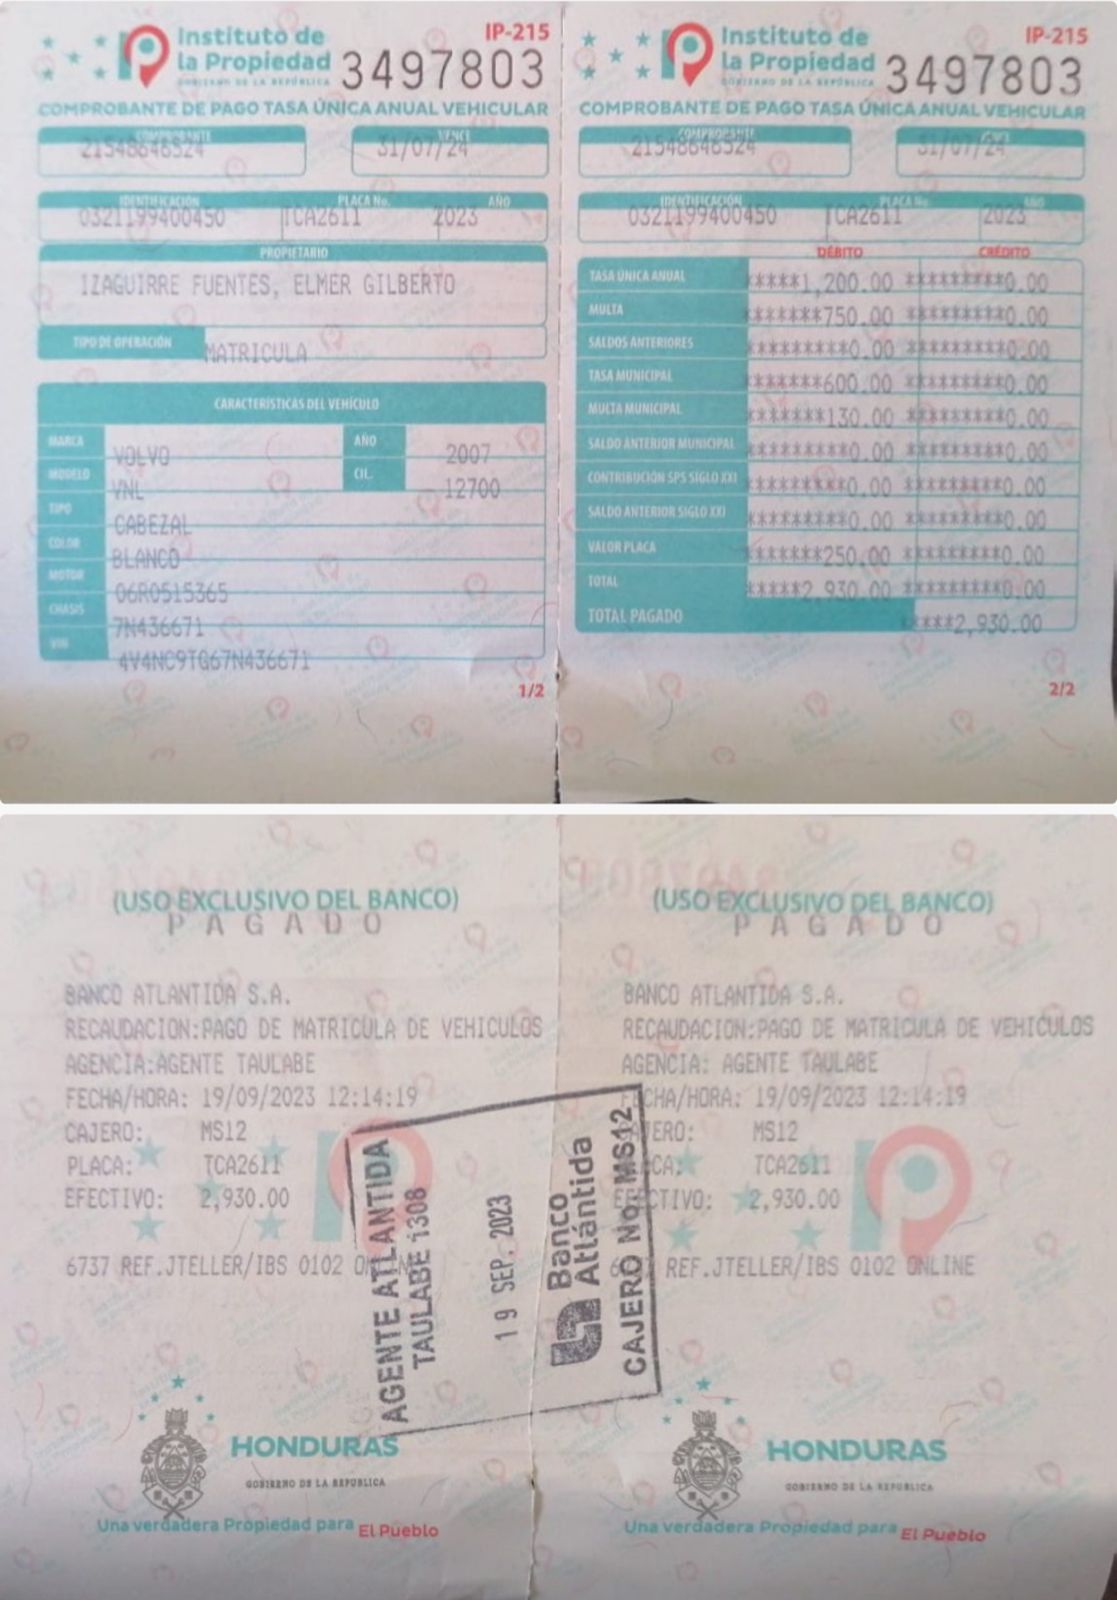 Instituto de
la Propiedad
GOBIERNO DE LA REPÚBLICA
IP-215
3497803
COMPROBANTE DE PAGO TASA ÚNICA ANUAL VEHICULAR
COMPROBANTE VENCE
21548646524 31/07/24
IDENTIFICACIÓN PLACA No. AÑO
0321199400450 TCA2611 2023
PROPIETARIO
IZAGUIRRE FUENTES, ELMER GILBERTO
TIPO DE OPERACIÓN MATRICULA
CARACTERÍSTICAS DEL VEHÍCULO
MARCA VOLVO AÑO 2007
MODELO VNL CIL. 12700
TIPO CABEZAL
COLOR BLANCO
MOTOR 06R0515365
CHASIS 7N436671
VIN 4V4NC9TG67N436671
1/2
Instituto de
la Propiedad
GOBIERNO DE LA REPÚBLICA
IP-215
3497803
COMPROBANTE DE PAGO TASA ÚNICA ANUAL VEHICULAR
COMPROBANTE VENCE
21548646524 31/07/24
IDENTIFICACIÓN PLACA No. AÑO
0321199400450 TCA2611 2023
DÉBITO CRÉDITO
TASA ÚNICA ANUAL *****1,200.00 *********0.00
MULTA *******750.00 *********0.00
SALDOS ANTERIORES *********0.00 *********0.00
TASA MUNICIPAL *******600.00 *********0.00
MULTA MUNICIPAL *******130.00 *********0.00
SALDO ANTERIOR MUNICIPAL *********0.00 *********0.00
CONTRIBUCIÓN SPS SIGLO XXI *********0.00 *********0.00
SALDO ANTERIOR SIGLO XXI *********0.00 *********0.00
VALOR PLACA *******250.00 *********0.00
TOTAL *****2,930.00 *********0.00
TOTAL PAGADO *****2,930.00
2/2
(USO EXCLUSIVO DEL BANCO)
PAGADO
BANCO ATLANTIDA S.A.
RECAUDACION:PAGO DE MATRICULA DE VEHICULOS
AGENCIA:AGENTE TAULABE
FECHA/HORA: 19/09/2023 12:14:19
CAJERO: MS12
PLACA: TCA2611
EFECTIVO: 2,930.00
6737 REF.JTELLER/IBS 0102 ONLINE
HONDURAS
GOBIERNO DE LA REPÚBLICA
Una verdadera Propiedad para El Pueblo
AGENTE ATLANTIDA
TAULABE 1308
19 SEP. 2023
Banco
Atlántida
CAJERO No. MS12
(USO EXCLUSIVO DEL BANCO)
PAGADO
BANCO ATLANTIDA S.A.
RECAUDACION:PAGO DE MATRICULA DE VEHICULOS
AGENCIA: AGENTE TAULABE
FECHA/HORA: 19/09/2023 12:14:19
CAJERO: MS12
PLACA: TCA2611
EFECTIVO: 2,930.00
6737 REF.JTELLER/IBS 0102 ONLINE
HONDURAS
GOBIERNO DE LA REPÚBLICA
Una verdadera Propiedad para El Pueblo